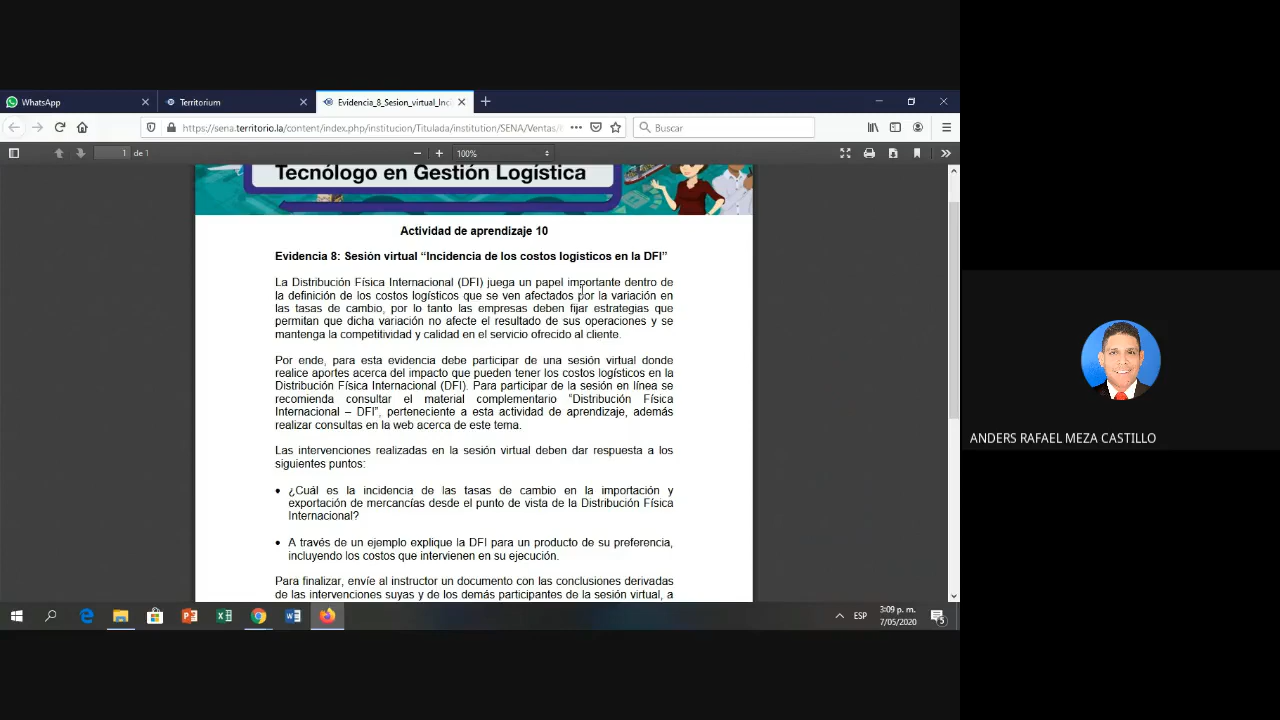 WhatsApp
Territorium
Evidencia_8_Sesion_virtual_Inci
https://sena.territorio.la/content/index.php/institucion/Titulada/institution/SENA/Ventas/
Buscar
1 de 1
100%
Tecnólogo en Gestión Logística
Actividad de aprendizaje 10
Evidencia 8: Sesión virtual “Incidencia de los costos logísticos en la DFI”
La Distribución Física Internacional (DFI) juega un papel importante dentro de
la definición de los costos logísticos que se ven afectados por la variación en
las tasas de cambio, por lo tanto las empresas deben fijar estrategias que
permitan que dicha variación no afecte el resultado de sus operaciones y se
mantenga la competitividad y calidad en el servicio ofrecido al cliente.
Por ende, para esta evidencia debe participar de una sesión virtual donde
realice aportes acerca del impacto que pueden tener los costos logísticos en la
Distribución Física Internacional (DFI). Para participar de la sesión en línea se
recomienda consultar el material complementario “Distribución Física
Internacional – DFI”, perteneciente a esta actividad de aprendizaje, además
realizar consultas en la web acerca de este tema.
Las intervenciones realizadas en la sesión virtual deben dar respuesta a los
siguientes puntos:
• ¿Cuál es la incidencia de las tasas de cambio en la importación y
exportación de mercancías desde el punto de vista de la Distribución Física
Internacional?
• A través de un ejemplo explique la DFI para un producto de su preferencia,
incluyendo los costos que intervienen en su ejecución.
Para finalizar, envíe al instructor un documento con las conclusiones derivadas
de las intervenciones suyas y de los demás participantes de la sesión virtual, a
ANDERS RAFAEL MEZA CASTILLO
ESP
3:09 p. m.
7/05/2020
5